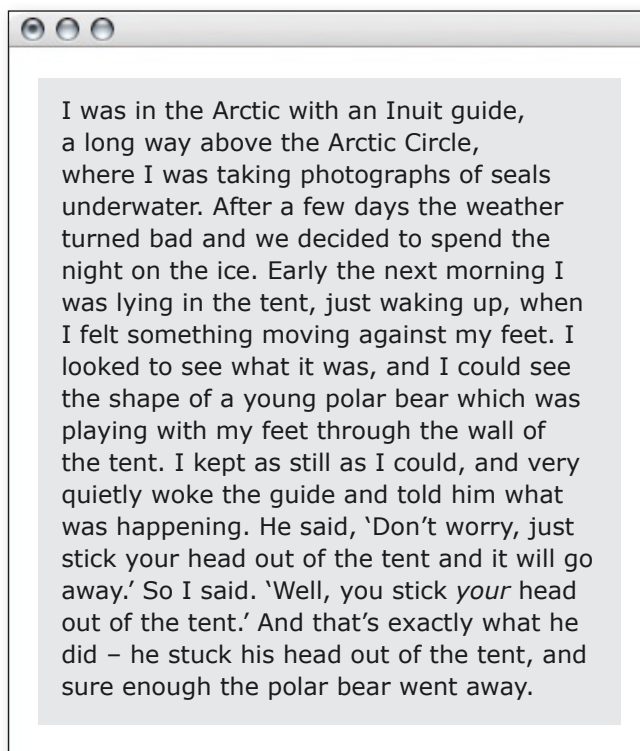 I was in the Arctic with an Inuit guide,
a long way above the Arctic Circle,
where I was taking photographs of seals
underwater. After a few days the weather
turned bad and we decided to spend the
night on the ice. Early the next morning I
was lying in the tent, just waking up, when
I felt something moving against my feet. I
looked to see what it was, and I could see
the shape of a young polar bear which was
playing with my feet through the wall of
the tent. I kept as still as I could, and very
quietly woke the guide and told him what
was happening. He said, ‘Don’t worry, just
stick your head out of the tent and it will go
away.’ So I said. ‘Well, you stick your head
out of the tent.’ And that’s exactly what he
did – he stuck his head out of the tent, and
sure enough the polar bear went away.